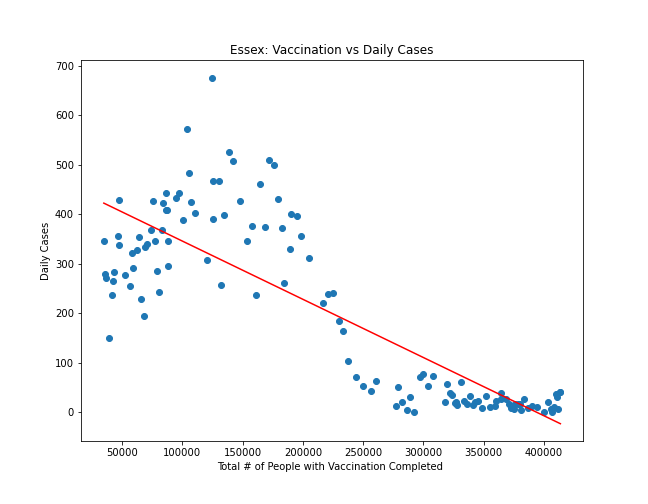 Essex: Vaccination vs Daily Cases
700
600
500
400
300
200
100
0
Daily Cases
50000 100000 150000 200000 250000 300000 350000 400000
Total # of People with Vaccination Completed